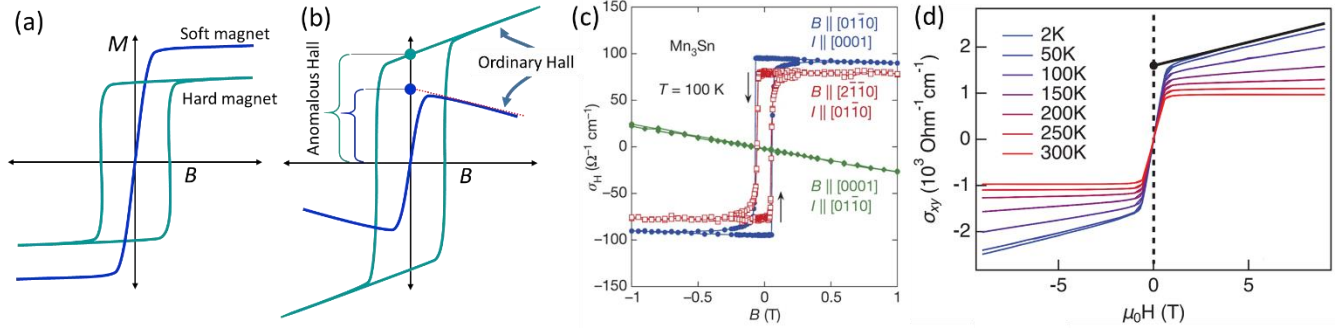 (a)
M
Soft magnet
Hard magnet
B
(b)
Anomalous Hall
Ordinary Hall
B
(c)
σH (Ω⁻¹ cm⁻¹)
150
100
50
0
−50
−100
−150
Mn₃Sn
T = 100 K
B || [011̄0]
I || [0001]
B || [21̄1̄0]
I || [011̄0]
B || [0001]
I || [011̄0]
−1
−0.5
0
0.5
1
B (T)
(d)
σxy (10³ Ohm⁻¹ cm⁻¹)
2
1
0
-1
-2
2K
50K
100K
150K
200K
250K
300K
-5
0
5
μ₀H (T)